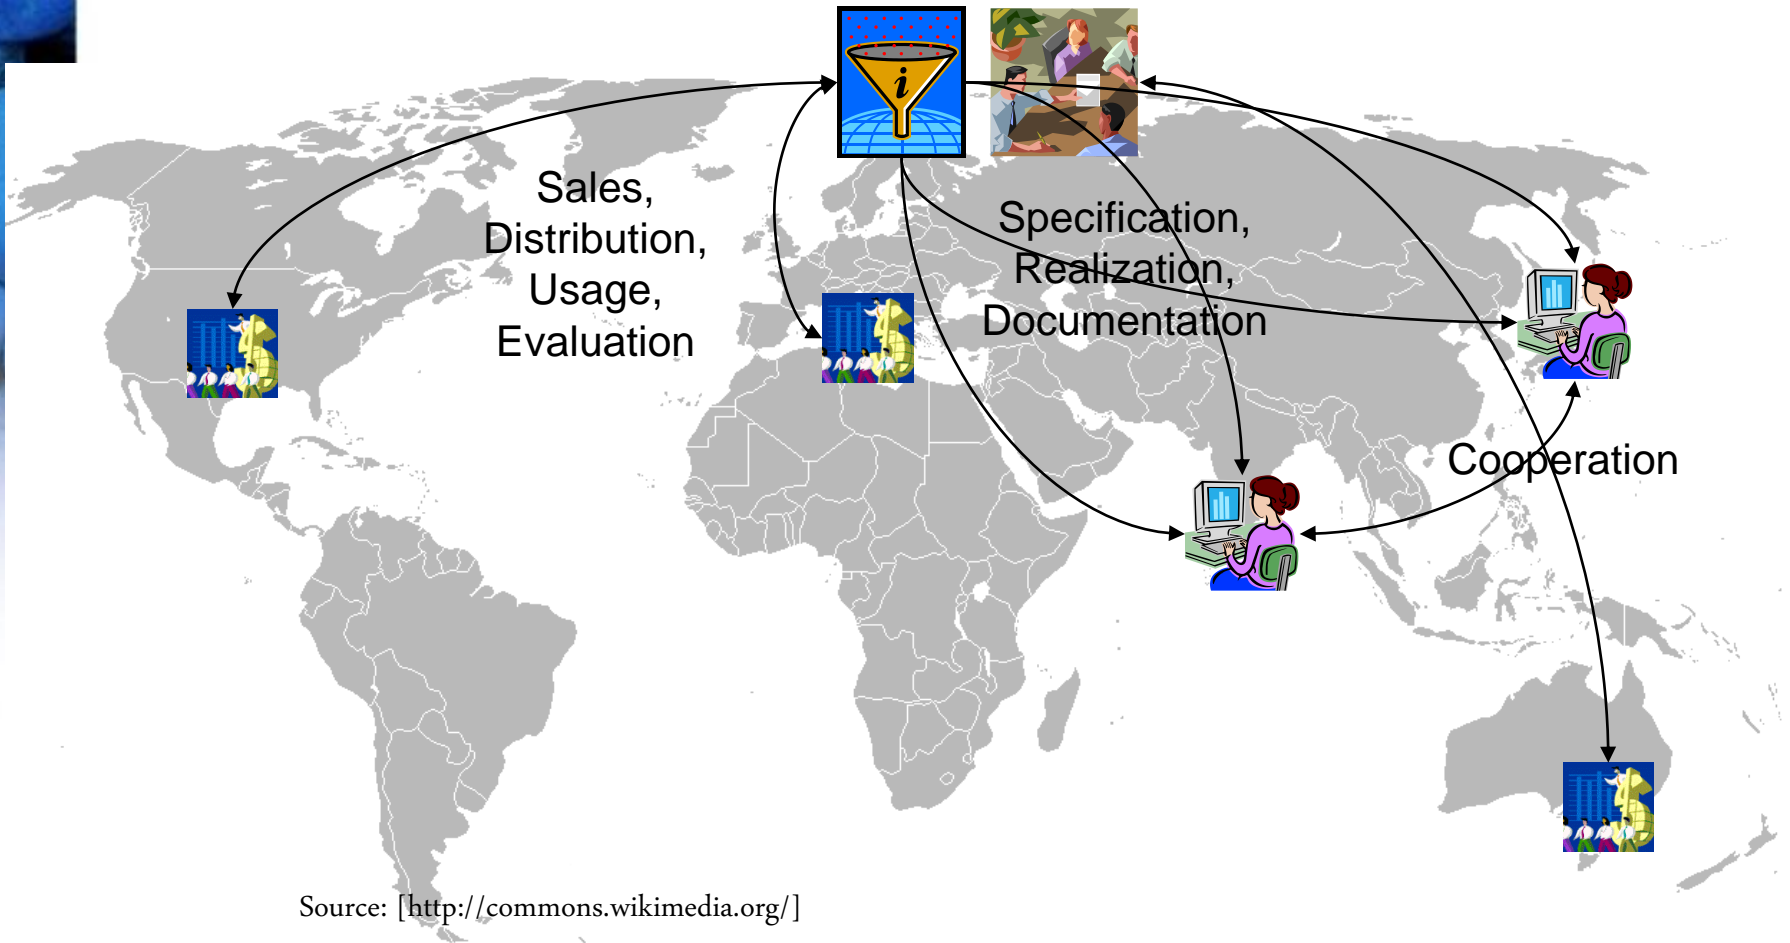 i
Sales,
Distribution,
Usage,
Evaluation
Specification,
Realization,
Documentation
Cooperation
Source: [http://commons.wikimedia.org/]